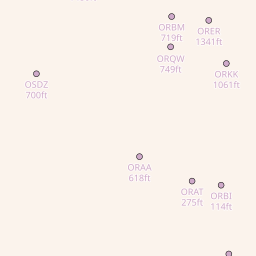 ORBM
719ft
ORER
1341ft
ORQW
749ft
ORKK
1061ft
OSDZ
700ft
ORAA
618ft
ORAT
275ft
ORBI
114ft